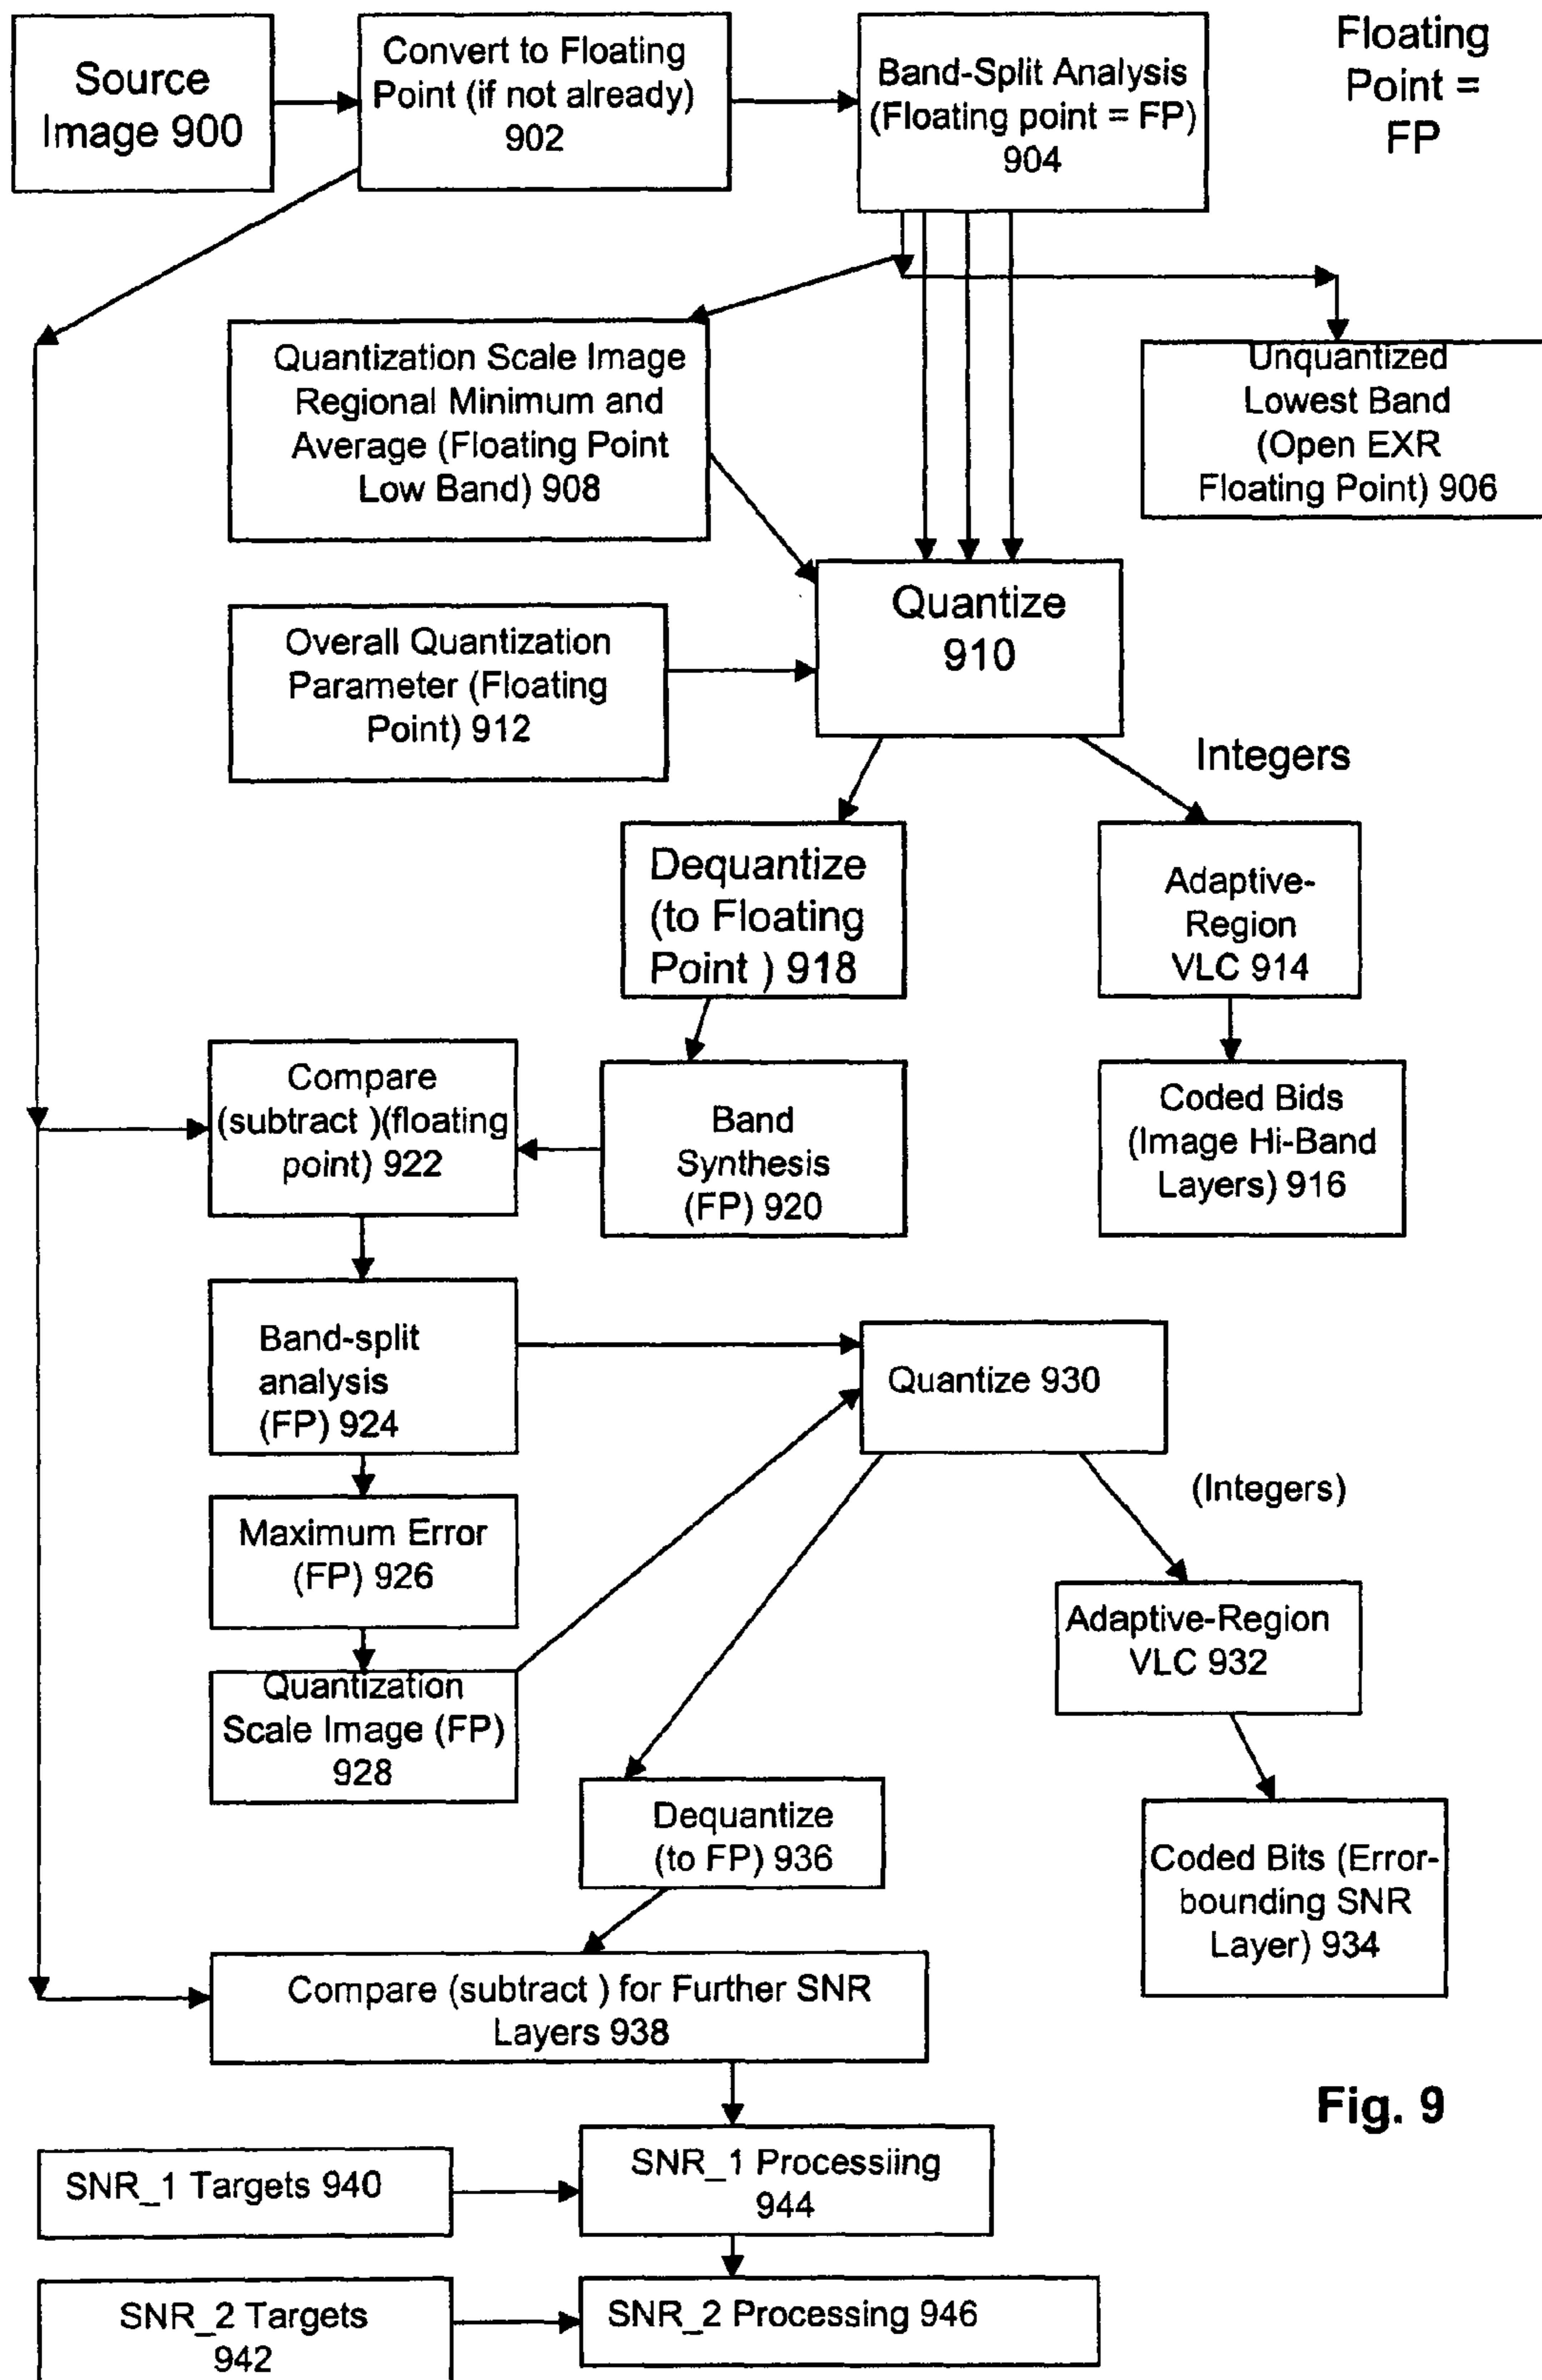 Source
Image 900
Convert to Floating
Point (if not already)
902
Band-Split Analysis
(Floating point = FP)
904
Floating
Point =
FP
Quantization Scale Image
Regional Minimum and
Average (Floating Point
Low Band) 908
Unquantized
Lowest Band
(Open EXR
Floating Point) 906
Quantize
910
Overall Quantization
Parameter (Floating
Point) 912
Integers
Dequantize
(to Floating
Point ) 918
Adaptive-
Region
VLC 914
Compare
(subtract )(floating
point) 922
Band
Synthesis
(FP) 920
Coded Bids
(Image Hi-Band
Layers) 916
Band-split
analysis
(FP) 924
Quantize 930
(Integers)
Maximum Error
(FP) 926
Adaptive-Region
VLC 932
Quantization
Scale Image (FP)
928
Dequantize
(to FP) 936
Coded Bits (Error-
bounding SNR
Layer) 934
Compare (subtract ) for Further SNR
Layers 938
Fig. 9
SNR_1 Targets 940
SNR_1 Processiing
944
SNR_2 Targets
942
SNR_2 Processing 946